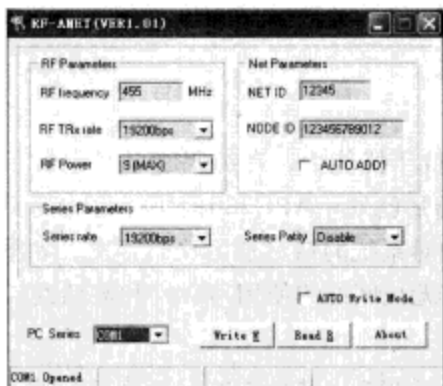 RF-ANET(VER1.01)
RF Parameters
RF frequency 455 MHz
RF TRx rate 19200bps
RF Power 9(MAX)
Net Parameters
NET ID 12345
NODE ID 123456789012
AUTO ADD1
Series Parameters
Series rate 19200bps Series Patity Disable
AUTO Write Mode
PC Series COM1 Write W Read R About
COM1 Opened